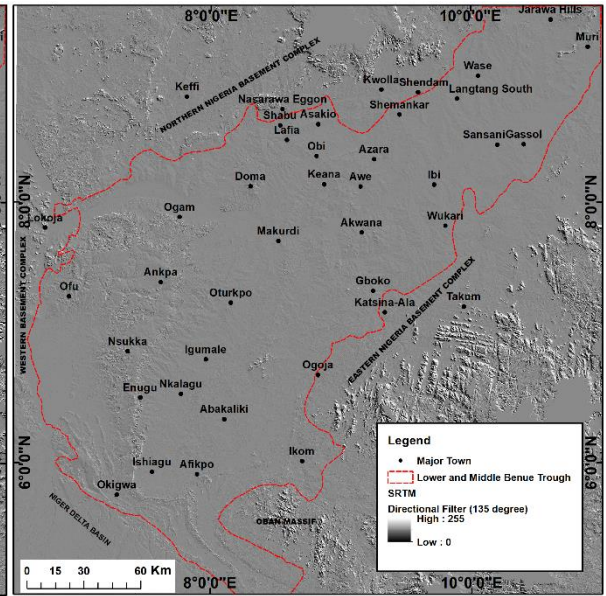 8°0'0"E
10°0'0"E
Jarawa Hills
Muri
NORTHERN NIGERIA BASEMENT COMPLEX
Keffi
Wase
Kwolla
Shendam
Langtang South
Nasarawa Eggon
Shemankar
Shabu
Asakio
Lafia
Sansani
Gassol
Obi
Azara
Doma
Keana
Awe
Ibi
8°0'0"N
8°0'0"N
Lokoja
Ogam
Wukari
Makurdi
Akwana
WESTERN BASEMENT COMPLEX
EASTERN NIGERIA BASEMENT COMPLEX
Ankpa
Gboko
Ofu
Oturkpo
Katsina-Ala
Takum
Nsukka
Igumale
Ogoja
Enugu
Nkalagu
Abakaliki
6°0'0"N
6°0'0"N
Ishiagu
Afikpo
Ikom
Okigwa
NIGER DELTA BASIN
OBAN MASSIF
Legend
Major Town
Lower and Middle Benue Trough
SRTM
Directional Filter (135 degree)
High : 255
Low : 0
0 15 30 60 Km
8°0'0"E
10°0'0"E